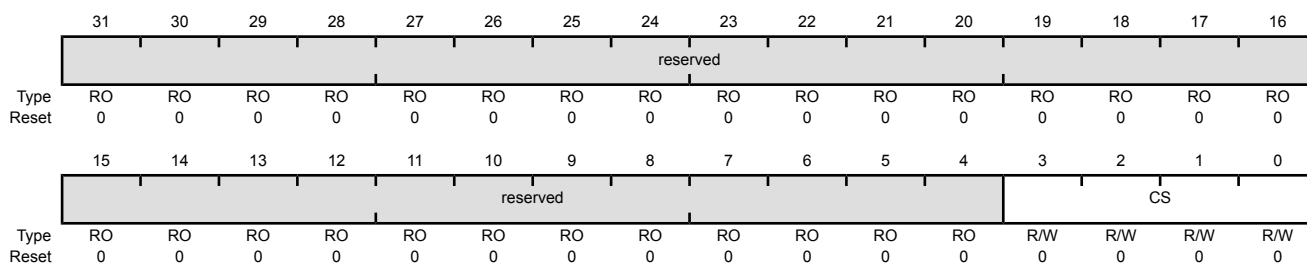 31 30 29 28 27 26 25 24 23 22 21 20 19 18 17 16
reserved
Type RO RO RO RO RO RO RO RO RO RO RO RO RO RO RO RO
Reset 0 0 0 0 0 0 0 0 0 0 0 0 0 0 0 0
15 14 13 12 11 10 9 8 7 6 5 4 3 2 1 0
reserved CS
Type RO RO RO RO RO RO RO RO RO RO RO RO R/W R/W R/W R/W
Reset 0 0 0 0 0 0 0 0 0 0 0 0 0 0 0 0